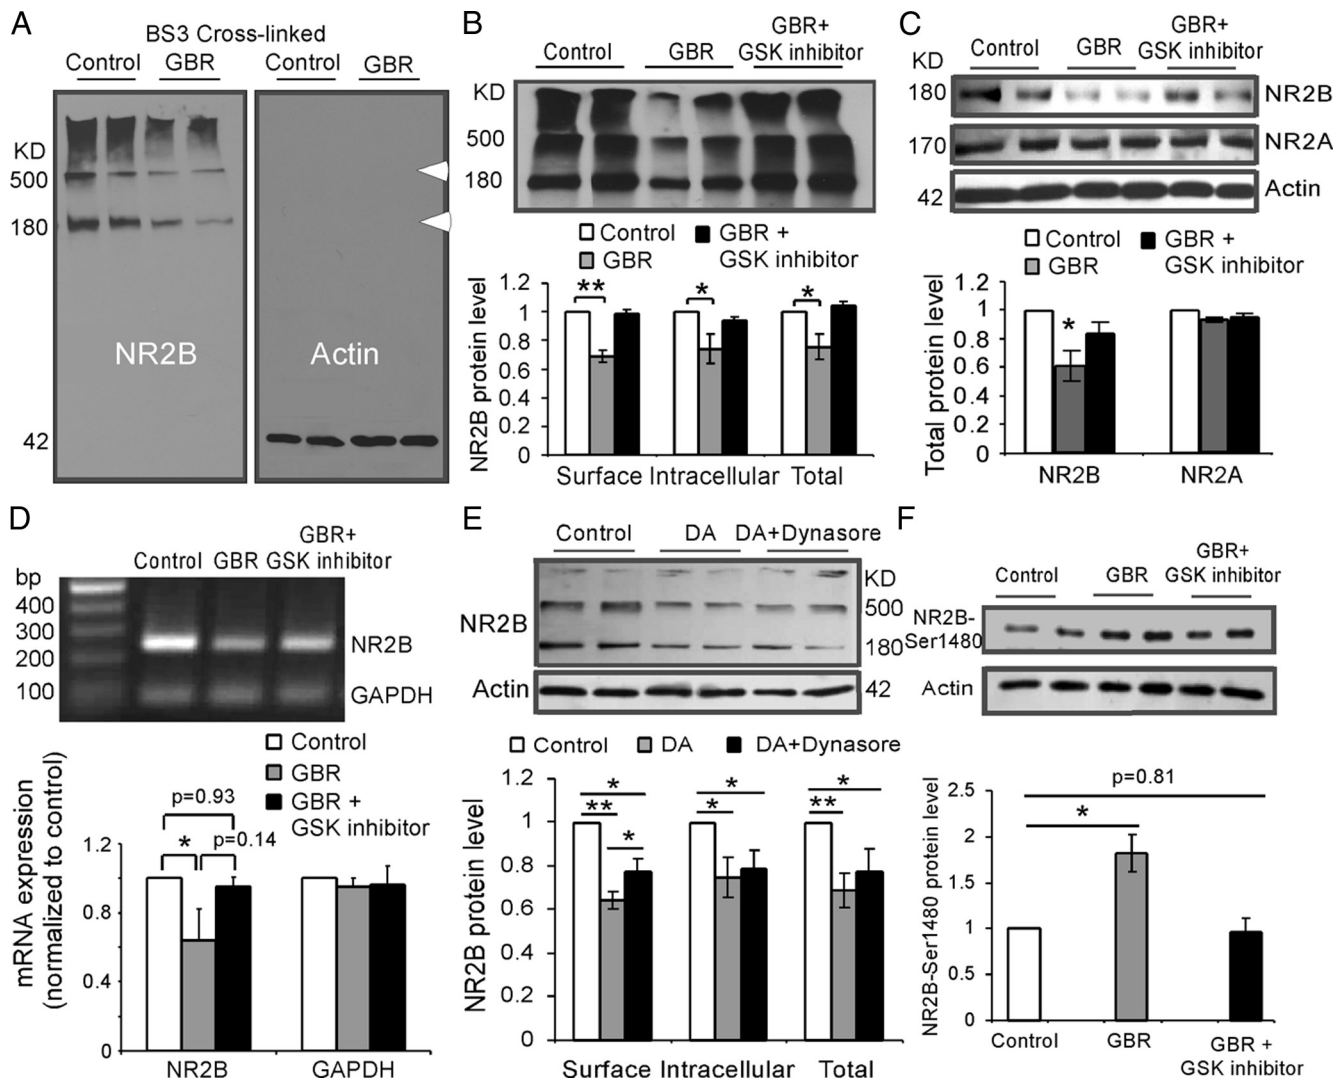 A
BS3 Cross-linked
Control GBR Control GBR
KD
500
180
42
NR2B
Actin
B
Control GBR GBR+
GSK inhibitor
KD
500
180
Control
GBR
GBR +
GSK inhibitor
NR2B protein level
1.2
1
0.8
0.6
0.4
0.2
0
** * *
Surface Intracellular Total
C
GBR+
Control GBR GSK inhibitor
KD
180 NR2B
170 NR2A
42 Actin
Control
GBR
GBR +
GSK inhibitor
Total protein level
1.2
1
0.8
0.6
0.4
0.2
0
*
NR2B NR2A
D
GBR+
Control GBR GSK inhibitor
bp
400
300
200
100
NR2B
GAPDH
Control
GBR
GBR +
GSK inhibitor
mRNA expression
(normalized to control)
1.2
0.8
0.4
0
p=0.93
* p=0.14
NR2B GAPDH
E
Control DA DA+Dynasore
KD
NR2B
500
180
Actin 42
Control DA DA+Dynasore
NR2B protein level
1.2
1
0.8
0.6
0.4
0.2
0
* * *
** * **
*
Surface Intracellular Total
F
GBR+
Control GBR GSK inhibitor
NR2B-
Ser1480
Actin
NR2B-Ser1480 protein level
2.5
2
1.5
1
0.5
0
p=0.81
*
Control GBR GBR +
GSK inhibitor